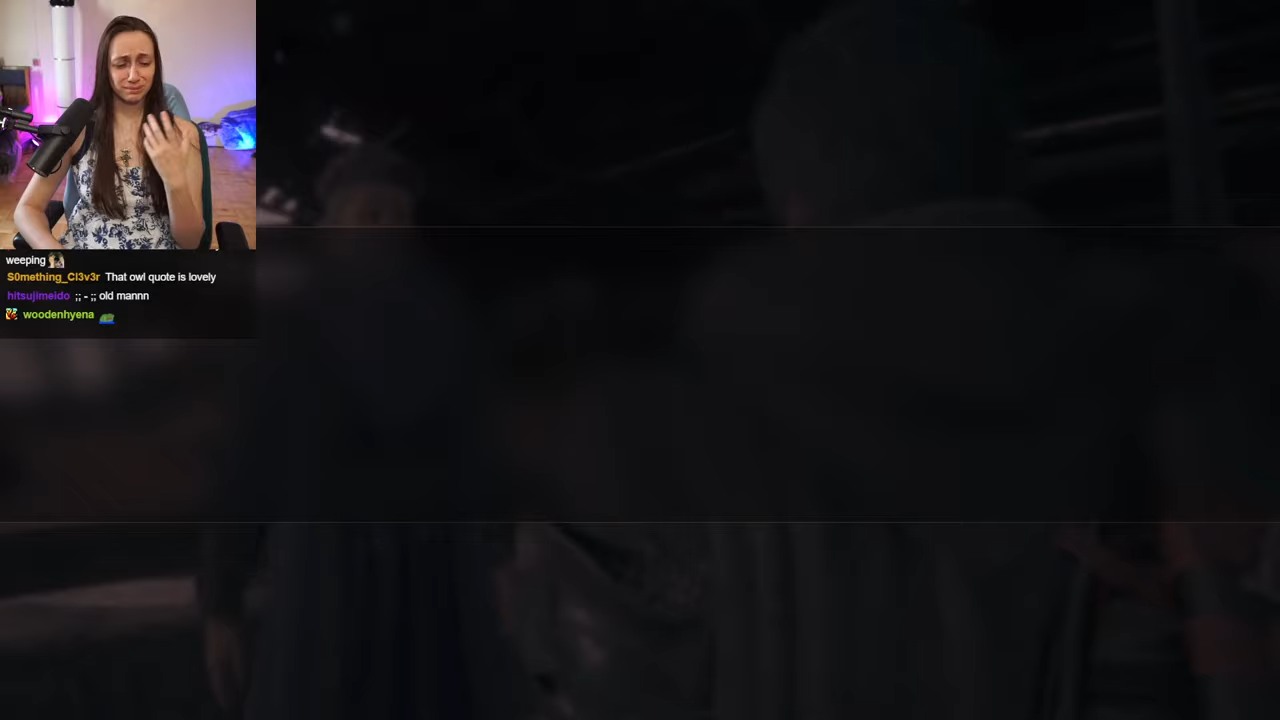 weeping
S0mething_Cl3v3r That owl quote is lovely
hitsujimeido ;; - ;; old mannn
woodenhyena